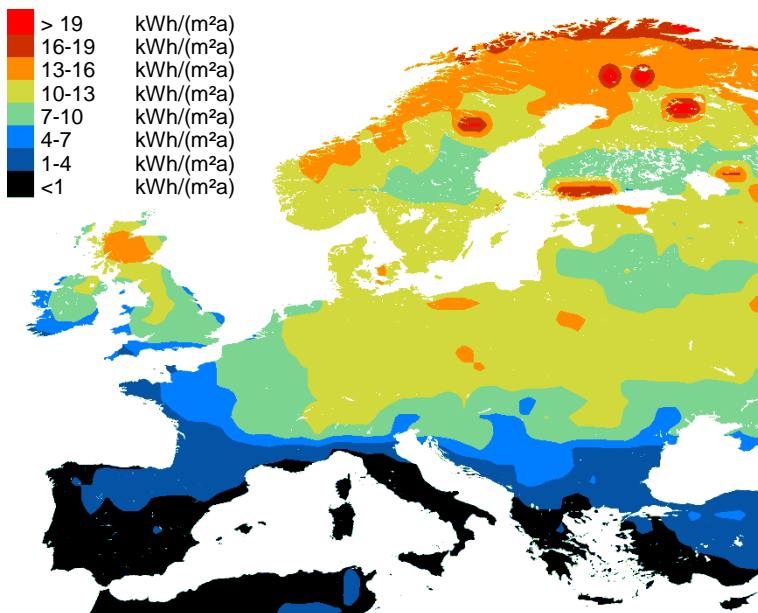 > 19 kWh/(m²a)
16-19 kWh/(m²a)
13-16 kWh/(m²a)
10-13 kWh/(m²a)
7-10 kWh/(m²a)
4-7 kWh/(m²a)
1-4 kWh/(m²a)
<1 kWh/(m²a)